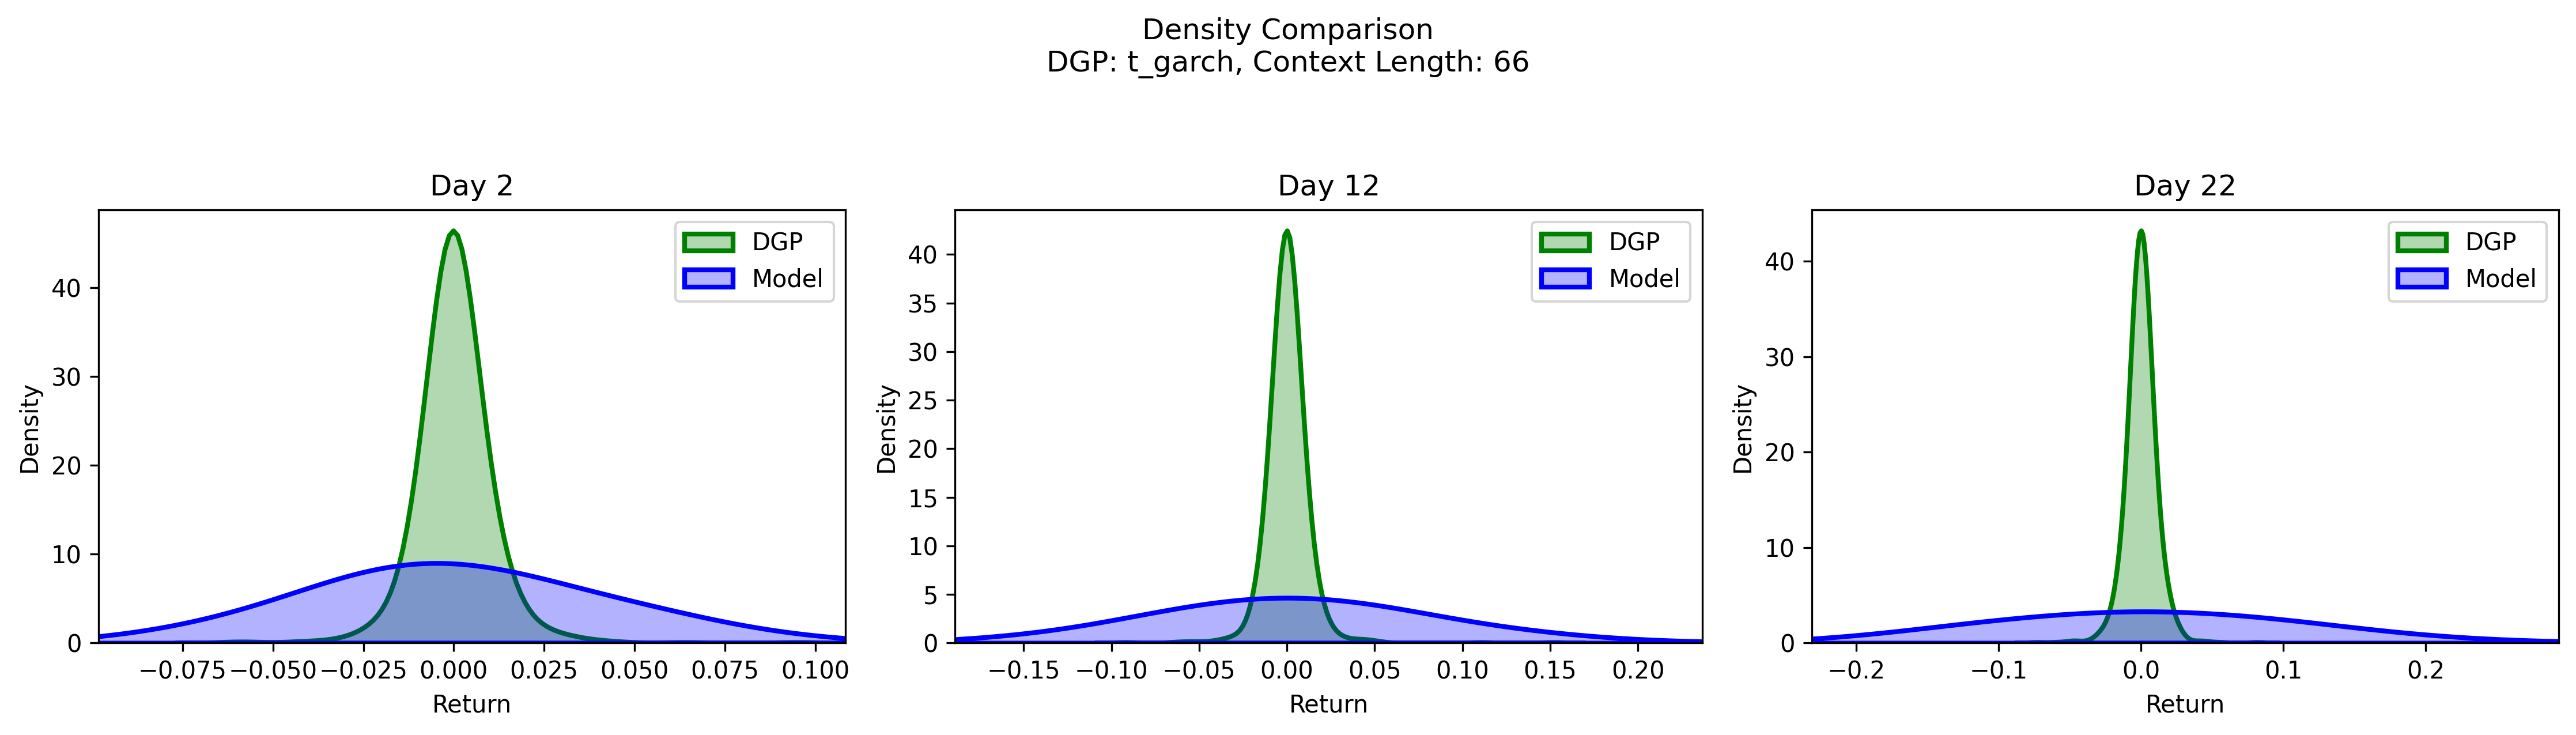 Density Comparison
DGP: t_garch, Context Length: 66
Day 2
DGP
Model
Density
40
30
20
10
0
−0.075 −0.050 −0.025 0.000 0.025 0.050 0.075 0.100
Return
Day 12
DGP
Model
Density
40
35
30
25
20
15
10
5
0
−0.15 −0.10 −0.05 0.00 0.05 0.10 0.15 0.20
Return
Day 22
DGP
Model
Density
40
30
20
10
0
−0.2 −0.1 0.0 0.1 0.2
Return